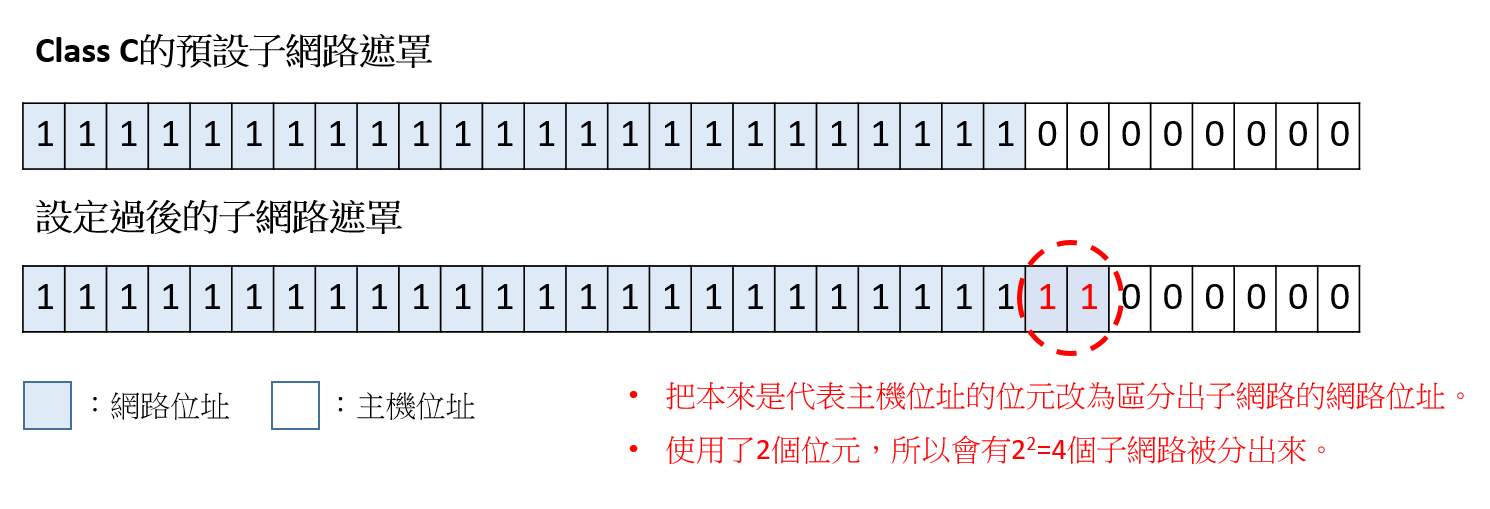 Class C的預設子網路遮罩
1 1 1 1 1 1 1 1 1 1 1 1 1 1 1 1 1 1 1 1 1 1 1 1 0 0 0 0 0 0 0 0
設定過後的子網路遮罩
1 1 1 1 1 1 1 1 1 1 1 1 1 1 1 1 1 1 1 1 1 1 1 1 1 1 0 0 0 0 0 0
：網路位址 ：主機位址
• 把本來是代表主機位址的位元改為區分出子網路的網路位址。
• 使用了2個位元，所以會有2²=4個子網路被分出來。